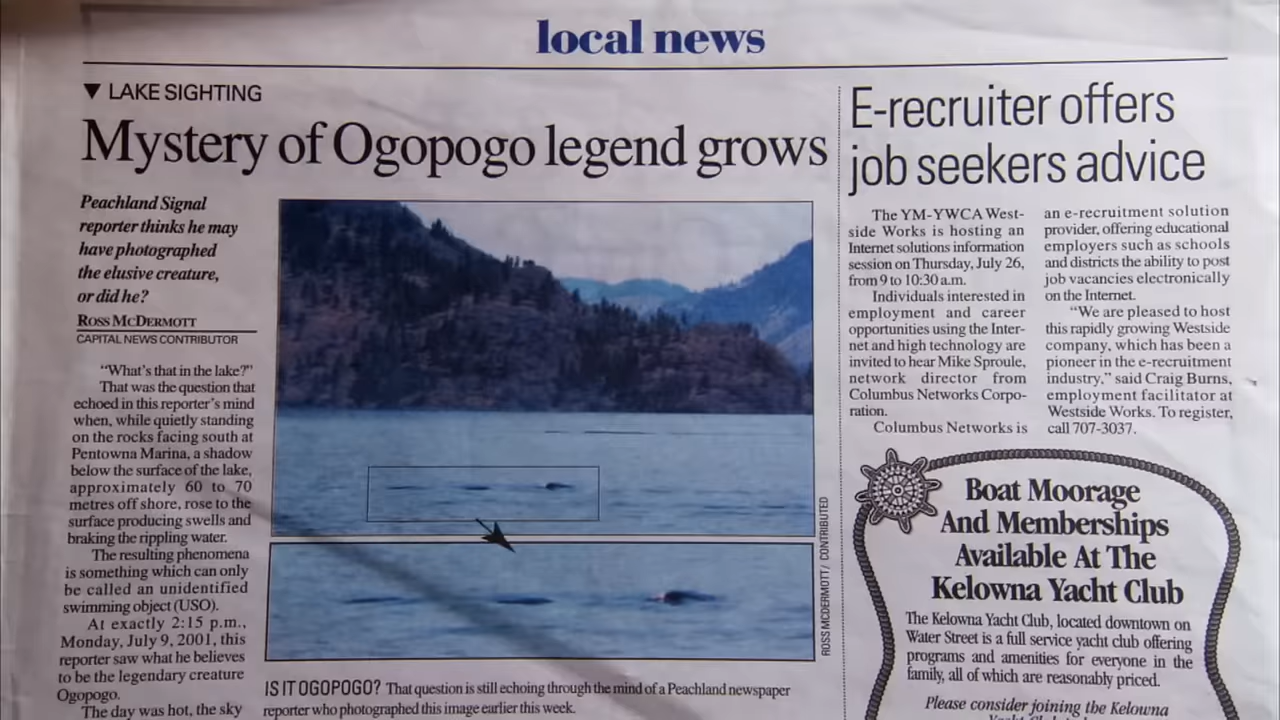 local news
▼ LAKE SIGHTING
Mystery of Ogopogo legend grows
Peachland Signal
reporter thinks he may
have photographed
the elusive creature,
or did he?
ROSS MCDERMOTT
CAPITAL NEWS CONTRIBUTOR
"What's that in the lake?"
That was the question that
echoed in this reporter's mind
when, while quietly standing
on the rocks facing south at
Pentowna Marina, a shadow
below the surface of the lake,
approximately 60 to 70
metres off shore, rose to the
surface producing swells and
braking the rippling water.
The resulting phenomena
is something which can only
be called an unidentified
swimming object (USO).
At exactly 2:15 p.m.,
Monday, July 9, 2001, this
reporter saw what he believes
to be the legendary creature
Ogopogo.
The day was hot, the sky
ROSS MCDERMOTT / CONTRIBUTED
IS IT OGOPOGO? That question is still echoing through the mind of a Peachland newspaper
reporter who photographed this image earlier this week.
E-recruiter offers
job seekers advice
The YM-YWCA West-
side Works is hosting an
Internet solutions information
session on Thursday, July 26,
from 9 to 10:30 a.m.
Individuals interested in
employment and career
opportunities using the Inter-
net and high technology are
invited to hear Mike Sproule,
network director from
Columbus Networks Corpo-
ration.
Columbus Networks is
an e-recruitment solution
provider, offering educational
employers such as schools
and districts the ability to post
job vacancies electronically
on the Internet.
"We are pleased to host
this rapidly growing Westside
company, which has been a
pioneer in the e-recruitment
industry," said Craig Burns,
employment facilitator at
Westside Works. To register,
call 707-3037.
Boat Moorage
And Memberships
Available At The
Kelowna Yacht Club
The Kelowna Yacht Club, located downtown on
Water Street is a full service yacht club offering
programs and amenities for everyone in the
family, all of which are reasonably priced.
Please consider joining the Kelowna